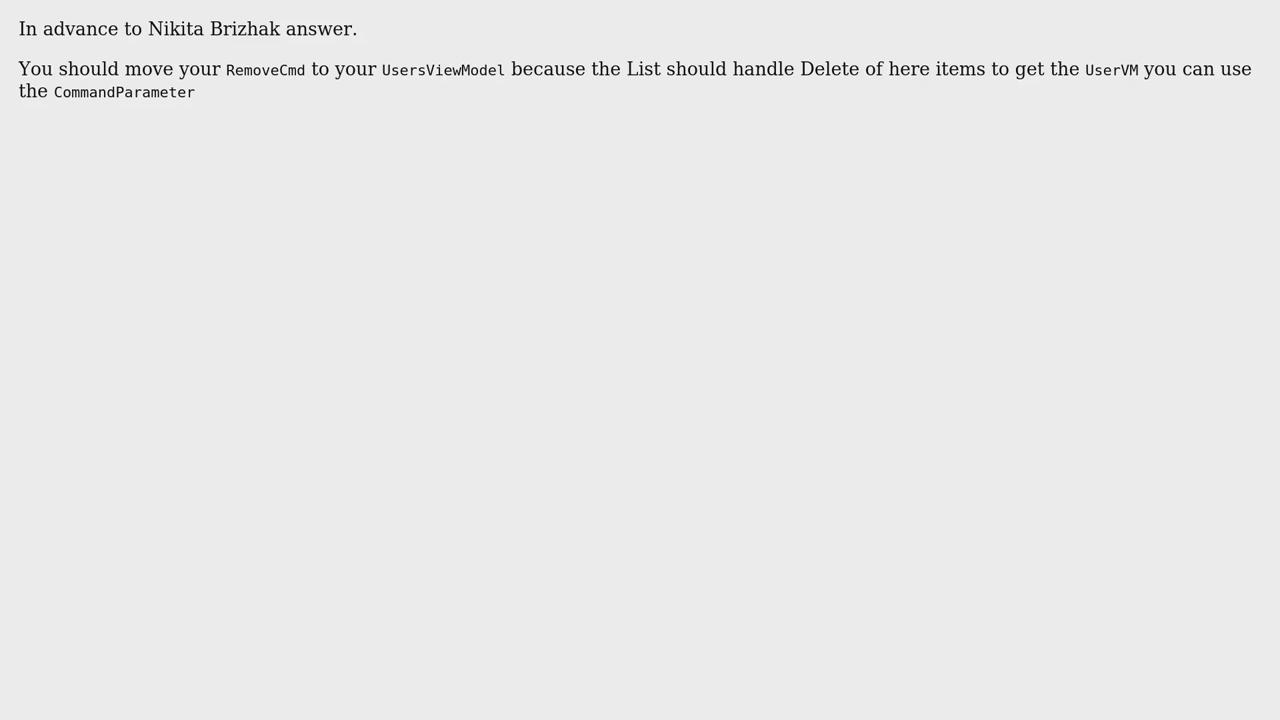 In advance to Nikita Brizhak answer.
You should move your RemoveCmd to your UsersViewModel because the List should handle Delete of here items to get the UserVM you can use
the CommandParameter